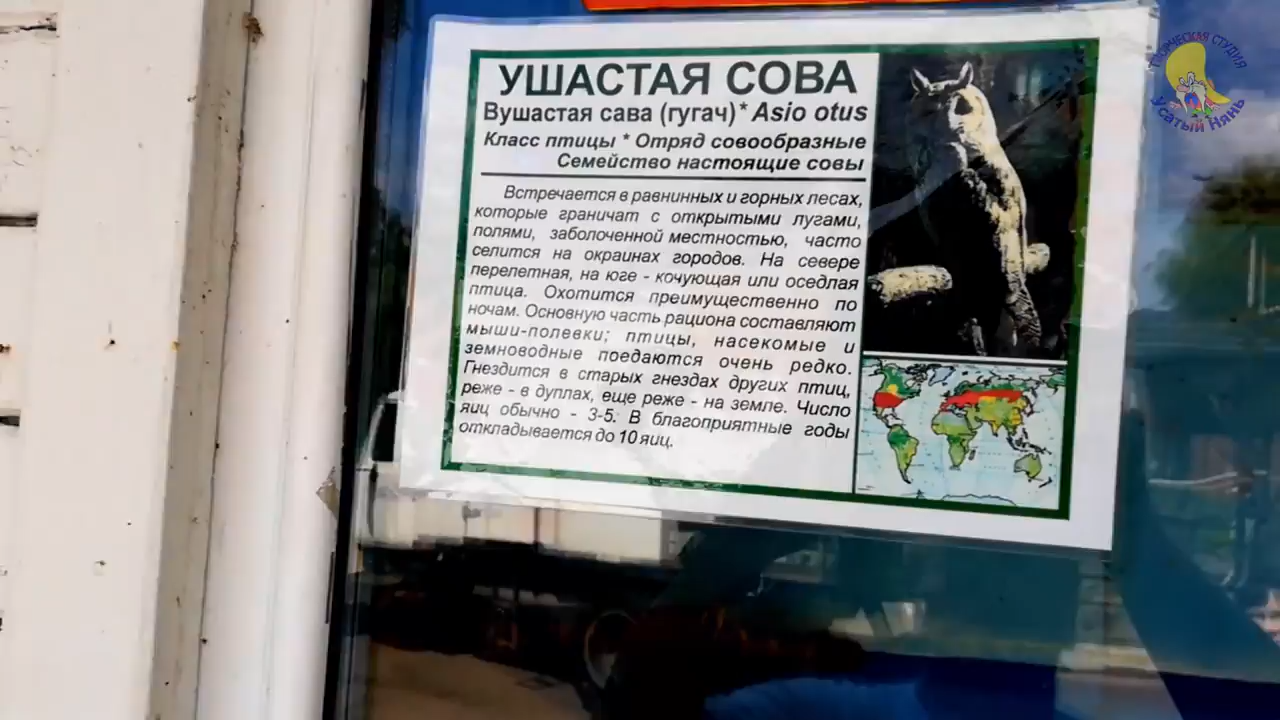 УШАСТАЯ СОВА
Вушастая сава (гугач)* Asio otus
Класс птицы * Отряд совообразные
Семейство настоящие совы
Встречается в равнинных и горных лесах,
которые граничат с открытыми лугами,
полями, заболоченной местностью, часто
селится на окраинах городов. На севере
перелетная, на юге - кочующая или оседлая
птица. Охотится преимущественно по
ночам. Основную часть рациона составляют
мыши-полевки; птицы, насекомые и
земноводные поедаются очень редко.
Гнездится в старых гнездах других птиц,
реже - в дуплах, еще реже - на земле. Число
яиц обычно - 3-5. В благоприятные годы
откладывается до 10 яиц.
ТВОРЧЕСКАЯ СТУДИЯ
Усатый Нянь